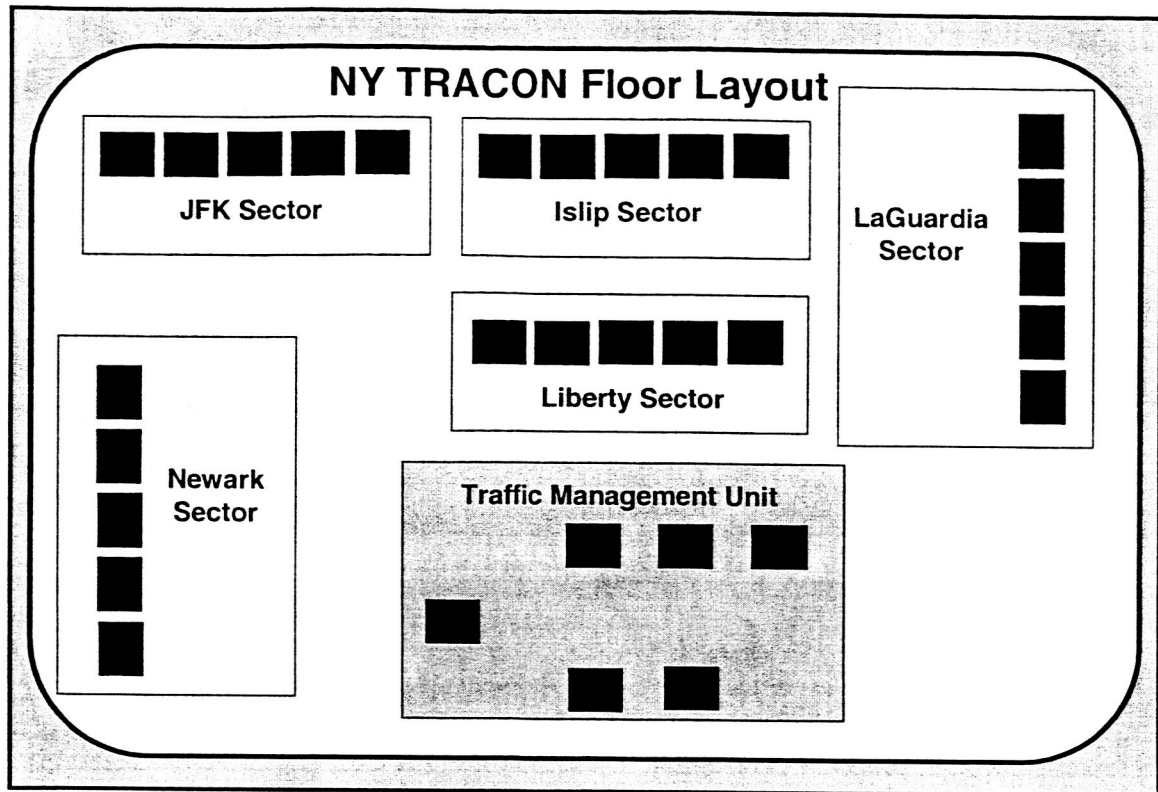 NY TRACON Floor Layout
JFK Sector
Islip Sector
LaGuardia
Sector
Liberty Sector
Newark
Sector
Traffic Management Unit